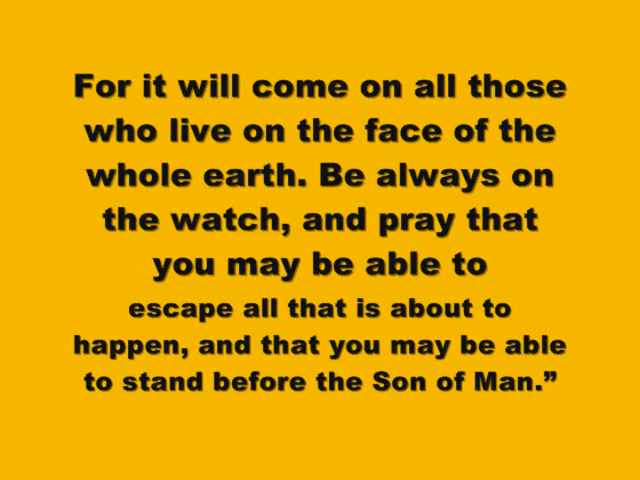 For it will come on all those
who live on the face of the
whole earth. Be always on
the watch, and pray that
you may be able to
escape all that is about to
happen, and that you may be able
to stand before the Son of Man.”